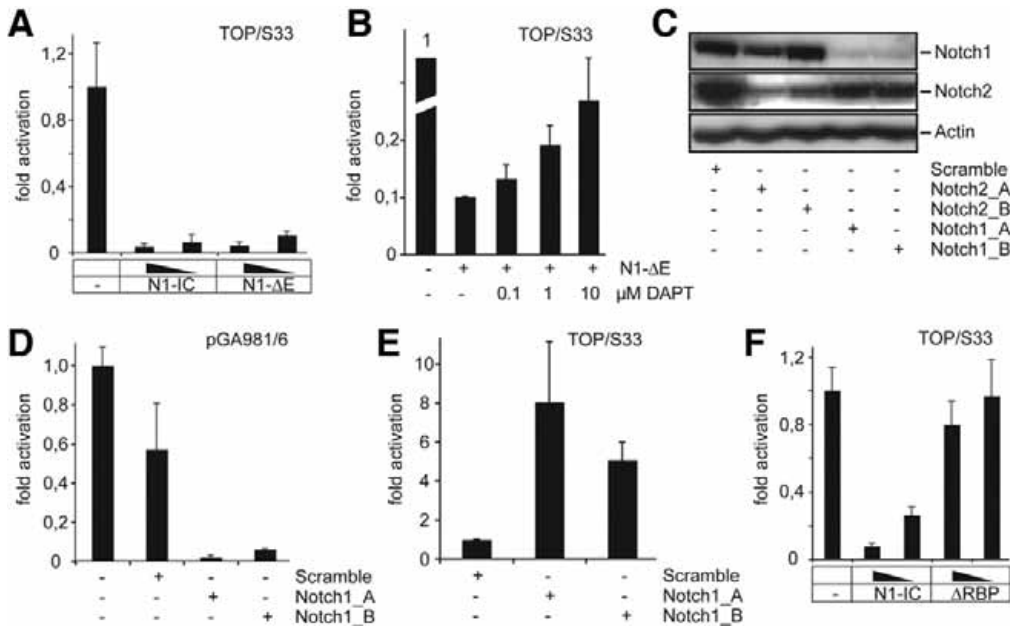 A
TOP/S33
fold activation
1,2
0,8
0,4
0
-
N1-IC
N1-ΔE
B
TOP/S33
fold activation
1
0,2
0,1
0
- + + + + N1-ΔE
- - 0.1 1 10 µM DAPT
C
Notch1
Notch2
Actin
+ - - - - Scramble
- + - - - Notch2_A
- - + - - Notch2_B
- - - + - Notch1_A
- - - - + Notch1_B
D
pGA981/6
fold activation
1,0
0,8
0,6
0,4
0,2
0
- + - - Scramble
- - + - Notch1_A
- - - + Notch1_B
E
TOP/S33
fold activation
10
8
6
4
2
0
+ - - Scramble
- + - Notch1_A
- - + Notch1_B
F
TOP/S33
fold activation
1,2
0,8
0,4
0
-
N1-IC
ΔRBP